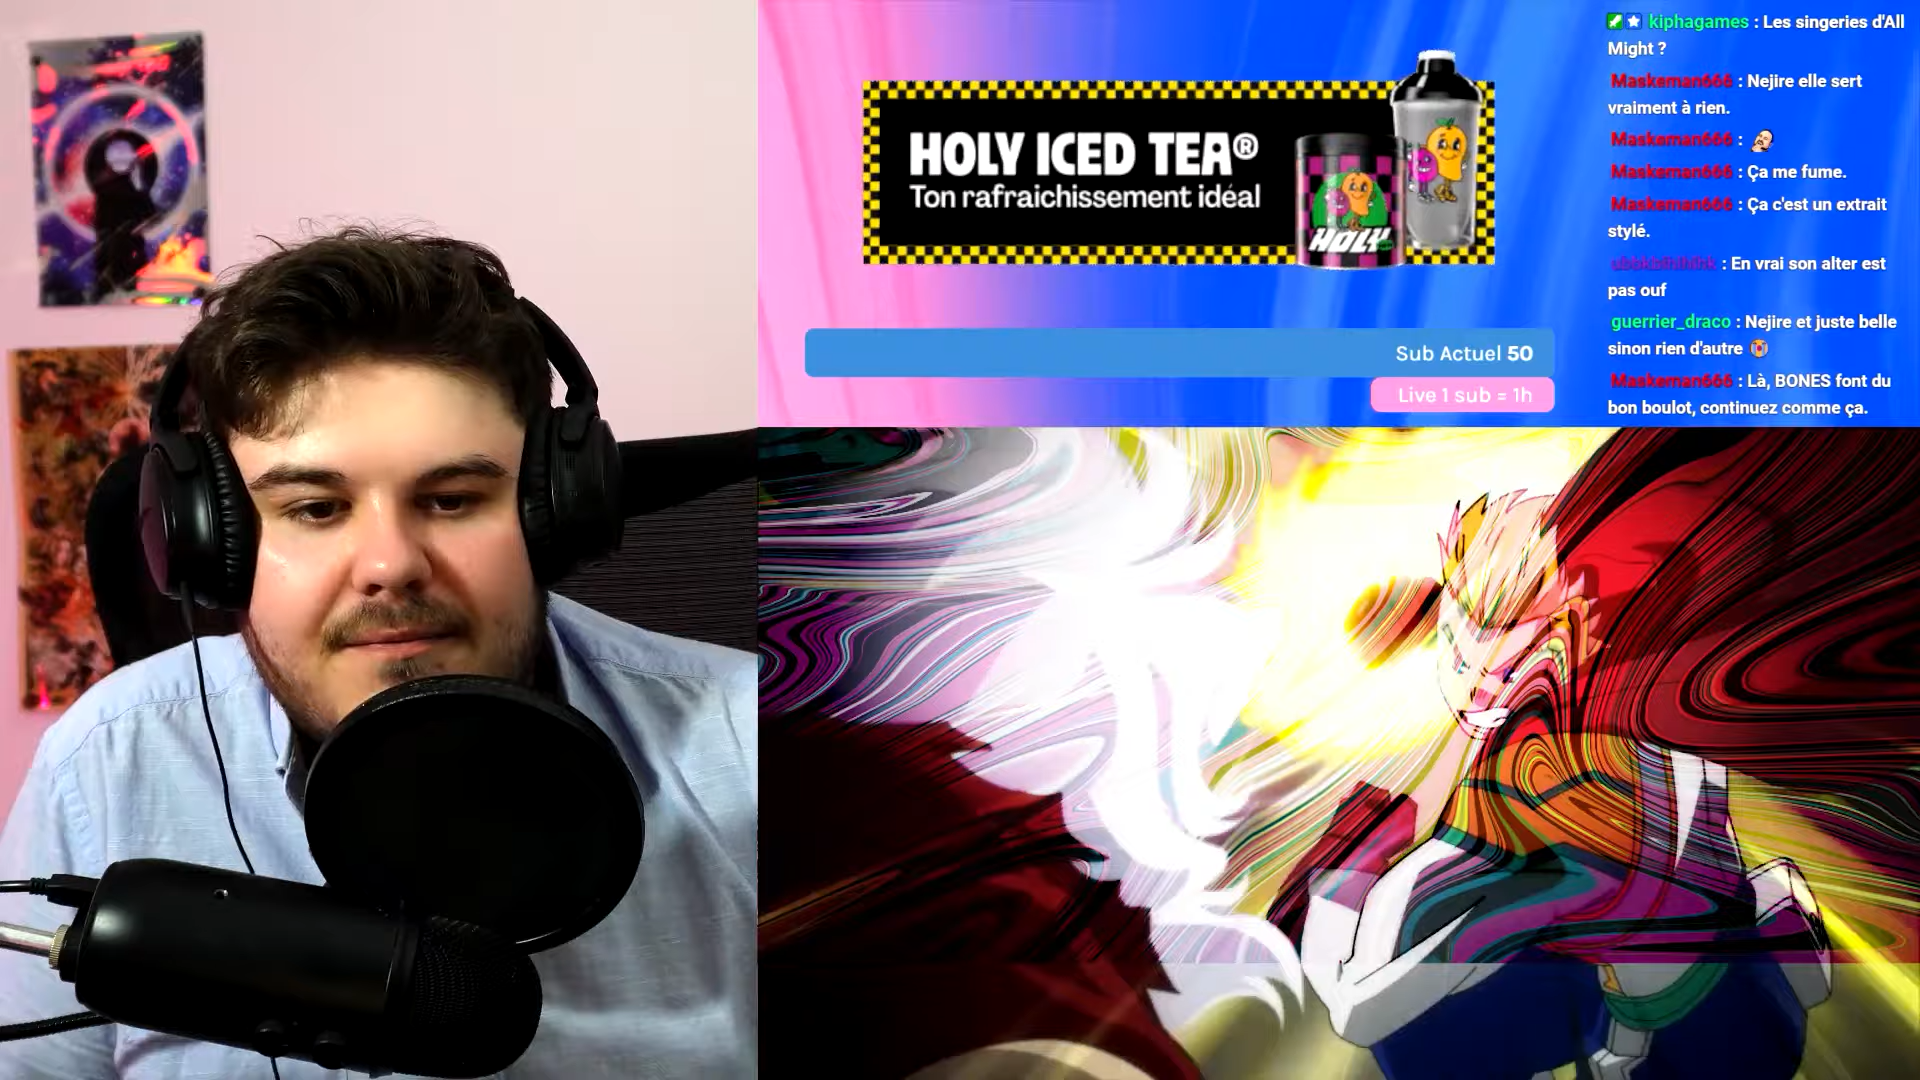 HOLY ICED TEA®
Ton rafraichissement idéal
HOLY
Sub Actuel 50
Live 1 sub = 1h
kiphagames : Les singeries d'All
Might ?
Maskeman666 : Nejire elle sert
vraiment à rien.
Maskeman666 :
Maskeman666 : Ça me fume.
Maskeman666 : Ça c'est un extrait
stylé.
: En vrai son alter est
pas ouf
guerrier_draco : Nejire et juste belle
sinon rien d'autre
Maskeman666 : Là, BONES font du
bon boulot, continuez comme ça.